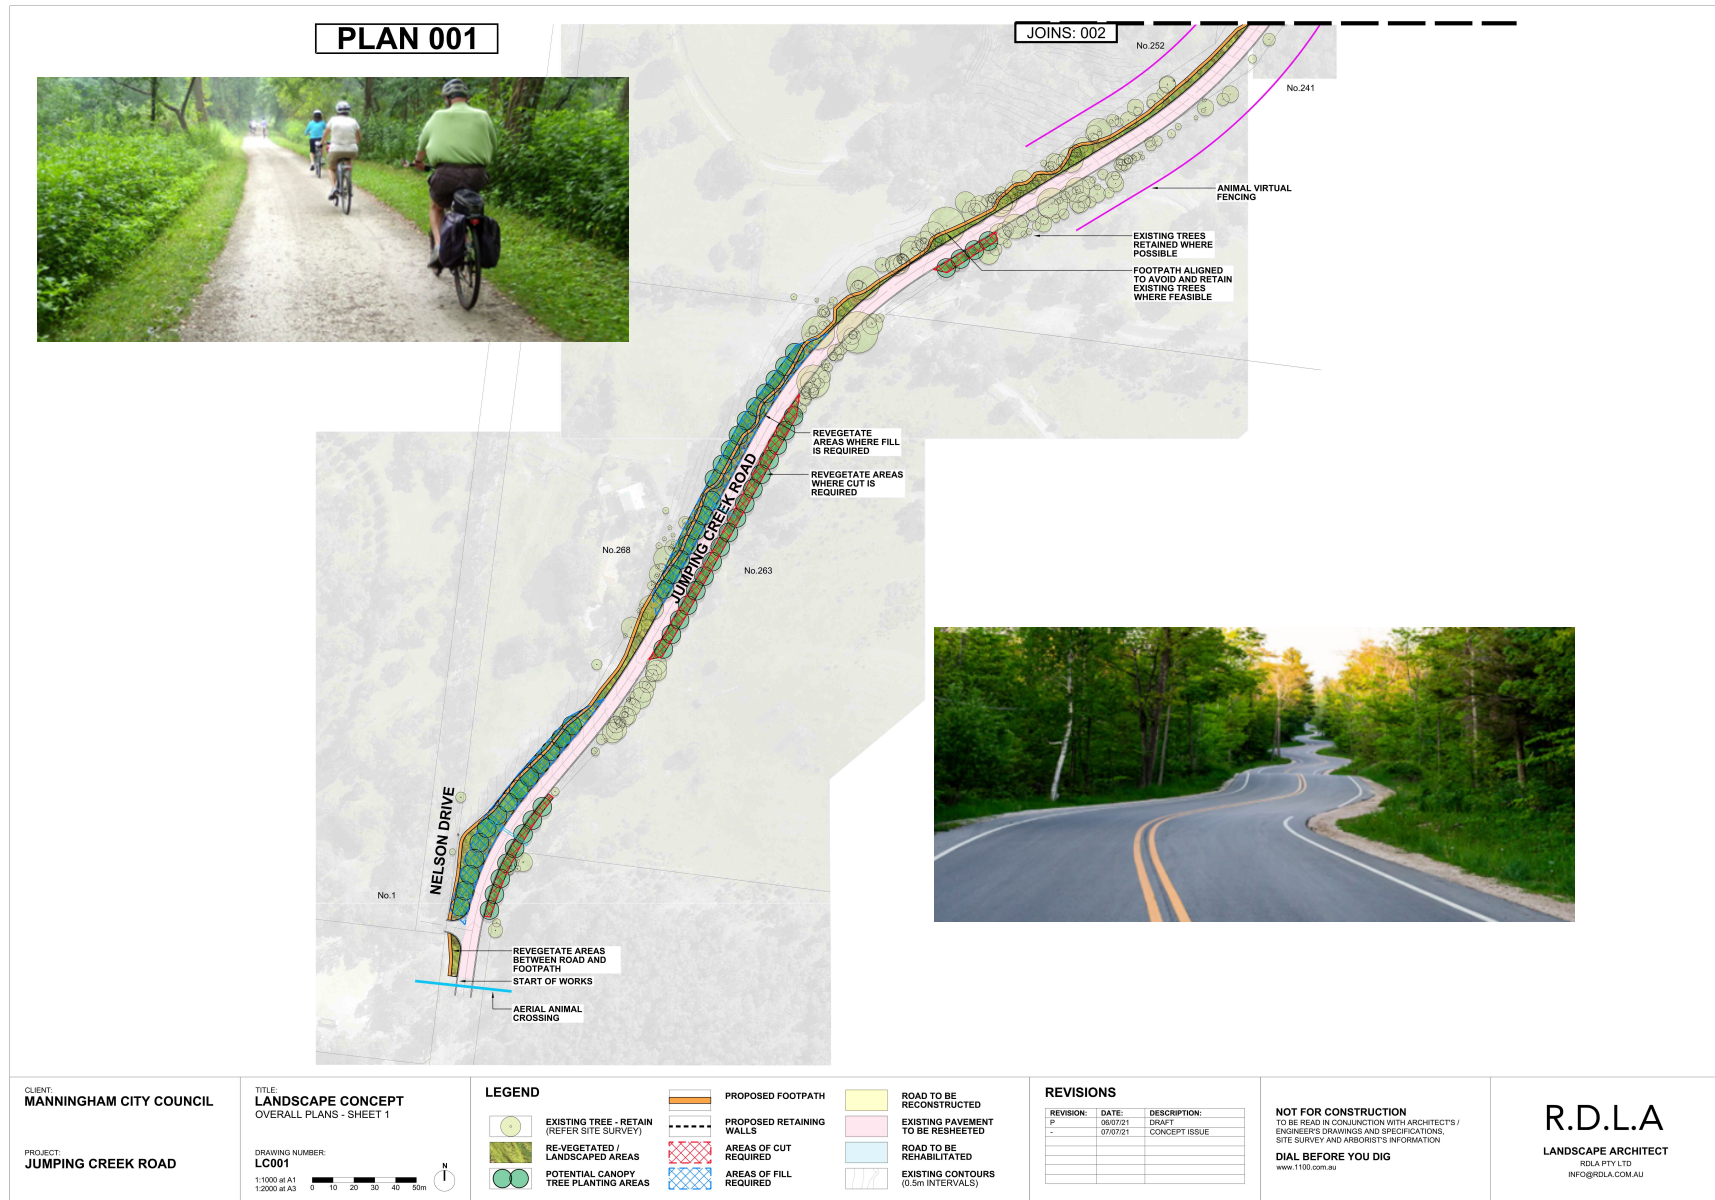 PLAN 001
JOINS: 002
No.252
No.241
ANIMAL VIRTUAL
FENCING
EXISTING TREES
RETAINED WHERE
POSSIBLE
FOOTPATH ALIGNED
TO AVOID AND RETAIN
EXISTING TREES
WHERE FEASIBLE
REVEGETATE
AREAS WHERE FILL
IS REQUIRED
REVEGETATE AREAS
WHERE CUT IS
REQUIRED
JUMPING CREEK ROAD
No.268
No.263
NELSON DRIVE
No.1
REVEGETATE AREAS
BETWEEN ROAD AND
FOOTPATH
START OF WORKS
AERIAL ANIMAL
CROSSING
CLIENT:
MANNINGHAM CITY COUNCIL
PROJECT:
JUMPING CREEK ROAD
TITLE:
LANDSCAPE CONCEPT
OVERALL PLANS - SHEET 1
DRAWING NUMBER:
LC001
1:1000 at A1
1:2000 at A3
0 10 20 30 40 50m
N
LEGEND
EXISTING TREE - RETAIN
(REFER SITE SURVEY)
RE-VEGETATED /
LANDSCAPED AREAS
POTENTIAL CANOPY
TREE PLANTING AREAS
PROPOSED FOOTPATH
PROPOSED RETAINING
WALLS
AREAS OF CUT
REQUIRED
AREAS OF FILL
REQUIRED
ROAD TO BE
RECONSTRUCTED
EXISTING PAVEMENT
TO BE RESHEETED
ROAD TO BE
REHABILITATED
EXISTING CONTOURS
(0.5m INTERVALS)
REVISIONS
REVISION: DATE: DESCRIPTION:
P 06/07/21 DRAFT
- 07/07/21 CONCEPT ISSUE
NOT FOR CONSTRUCTION
TO BE READ IN CONJUNCTION WITH ARCHITECT'S /
ENGINEER'S DRAWINGS AND SPECIFICATIONS,
SITE SURVEY AND ARBORIST'S INFORMATION
DIAL BEFORE YOU DIG
www.1100.com.au
R.D.L.A
LANDSCAPE ARCHITECT
RDLA PTY LTD
INFO@RDLA.COM.AU